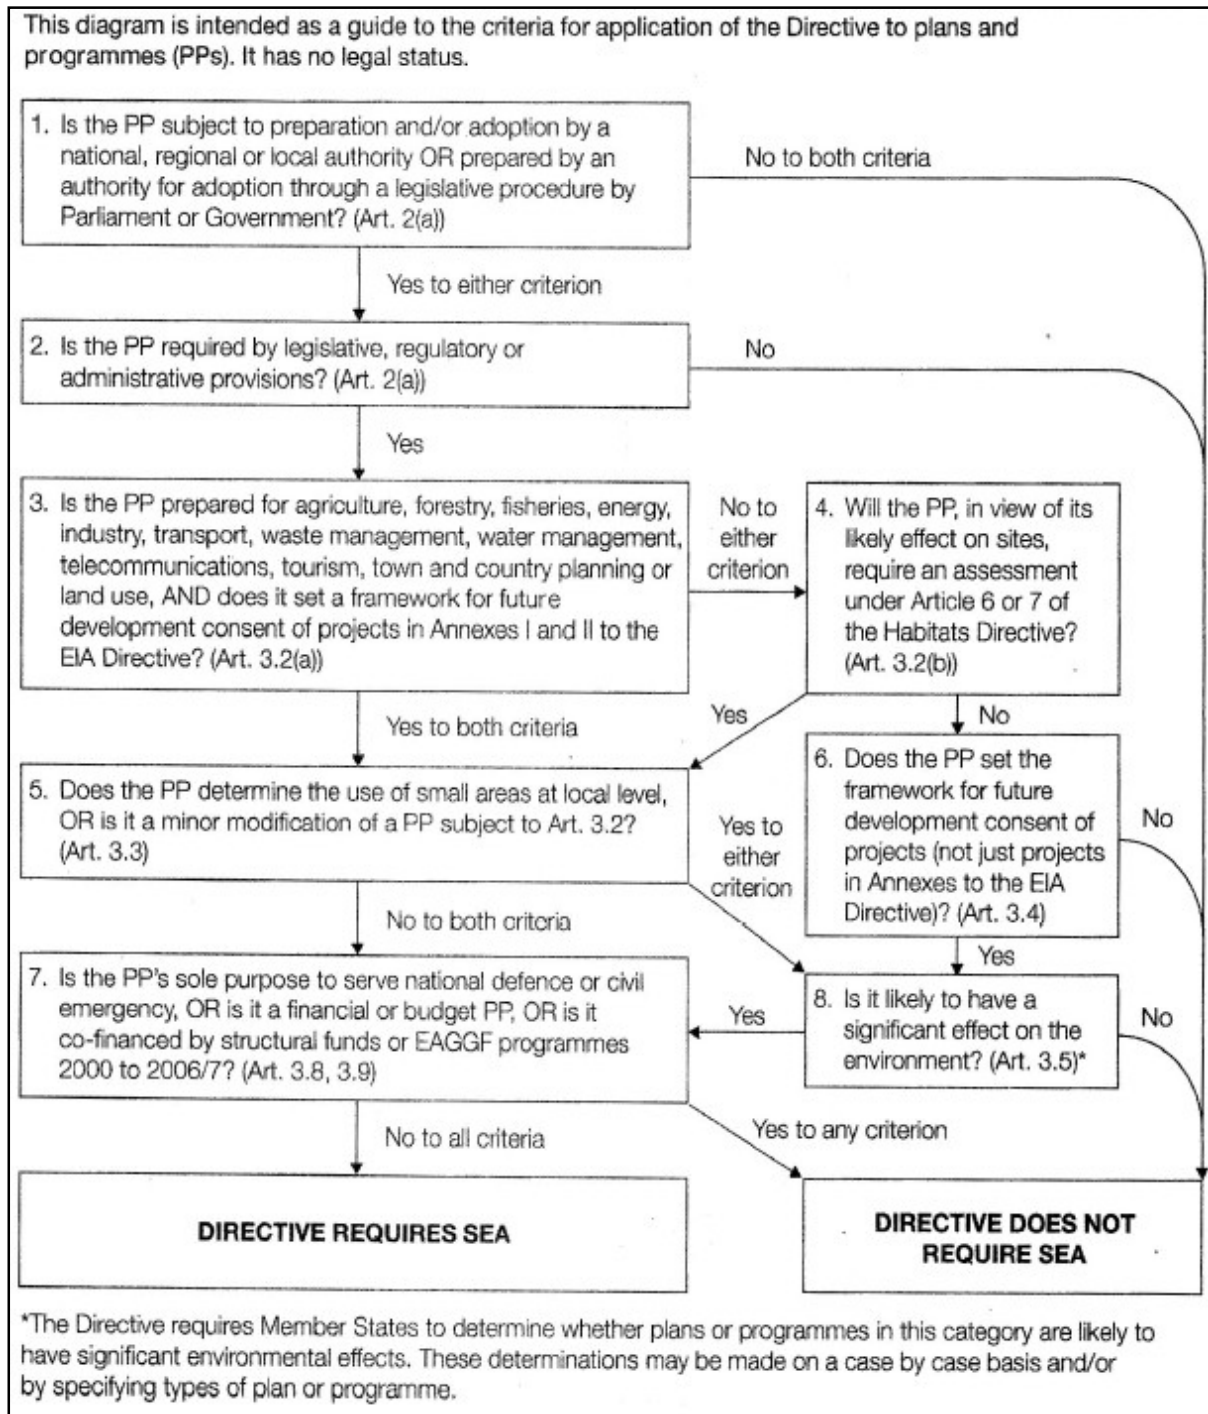 This diagram is intended as a guide to the criteria for application of the Directive to plans and
programmes (PPs). It has no legal status.
1. Is the PP subject to preparation and/or adoption by a
national, regional or local authority OR prepared by an
authority for adoption through a legislative procedure by
Parliament or Government? (Art. 2(a))
No to both criteria
Yes to either criterion
2. Is the PP required by legislative, regulatory or
administrative provisions? (Art. 2(a))
No
Yes
3. Is the PP prepared for agriculture, forestry, fisheries, energy,
industry, transport, waste management, water management,
telecommunications, tourism, town and country planning or
land use, AND does it set a framework for future
development consent of projects in Annexes I and II to the
EIA Directive? (Art. 3.2(a))
No to
either
criterion
4. Will the PP, in view of its
likely effect on sites,
require an assessment
under Article 6 or 7 of
the Habitats Directive?
(Art. 3.2(b))
Yes to both criteria
Yes
No
5. Does the PP determine the use of small areas at local level,
OR is it a minor modification of a PP subject to Art. 3.2?
(Art. 3.3)
Yes to
either
criterion
6. Does the PP set the
framework for future
development consent of
projects (not just projects
in Annexes to the EIA
Directive)? (Art. 3.4)
No
No to both criteria
Yes
7. Is the PP's sole purpose to serve national defence or civil
emergency, OR is it a financial or budget PP, OR is it
co-financed by structural funds or EAGGF programmes
2000 to 2006/7? (Art. 3.8, 3.9)
Yes
8. Is it likely to have a
significant effect on the
environment? (Art. 3.5)*
No
No to all criteria
Yes to any criterion
DIRECTIVE REQUIRES SEA
DIRECTIVE DOES NOT
REQUIRE SEA
*The Directive requires Member States to determine whether plans or programmes in this category are likely to
have significant environmental effects. These determinations may be made on a case by case basis and/or
by specifying types of plan or programme.